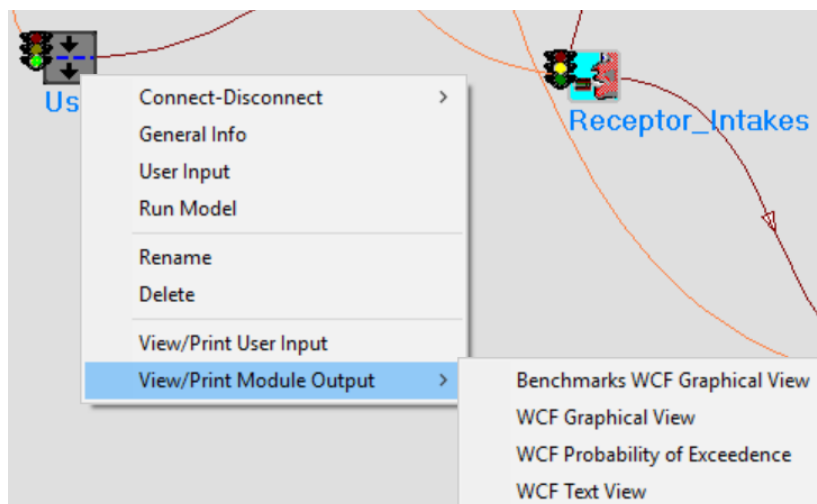 Us
Receptor_Intakes
Connect-Disconnect
General Info
User Input
Run Model
Rename
Delete
View/Print User Input
View/Print Module Output
Benchmarks WCF Graphical View
WCF Graphical View
WCF Probability of Exceedence
WCF Text View